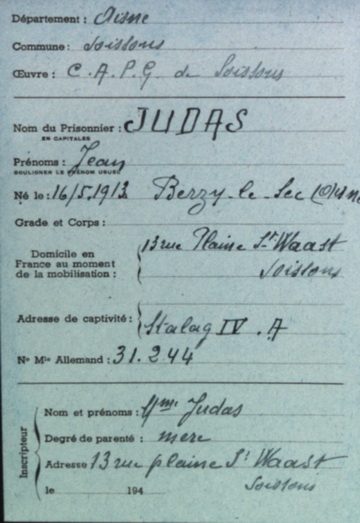 Département : Aisne
Commune : Soissons
Œuvre : C.A.P.G. de Soissons
Nom du Prisonnier : JUDAS
EN CAPITALES
Prénoms : Jean
SOULIGNER LE PRÉNOM USUEL
Né le : 16/5/1913 Berzy-le-Sec
Grade et Corps :
Domicile en
France au moment
de la mobilisation :
13 rue Plaine St Waast
Soissons
Adresse de captivité : Stalag IV. A
No Mle Allemand : 31.244
Inscripteur
Nom et prénoms : Mme Judas
Degré de parenté : mere
Adresse 13 rue plaine St Waast
Soissons
le 194